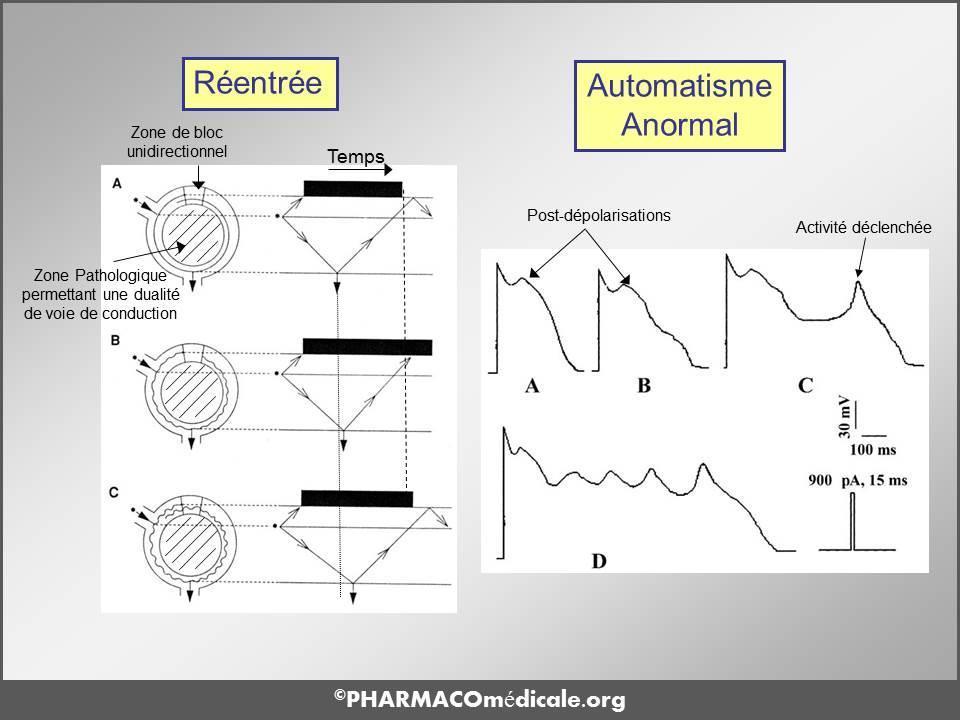 Réentrée
Automatisme
Anormal
Zone de bloc
unidirectionnel
Temps
A
Zone Pathologique
permettant une dualité
de voie de conduction
B
C
Post-dépolarisations
Activité déclenchée
A
B
C
30 mV
100 ms
900 pA, 15 ms
D
©PHARMACOmédicale.org